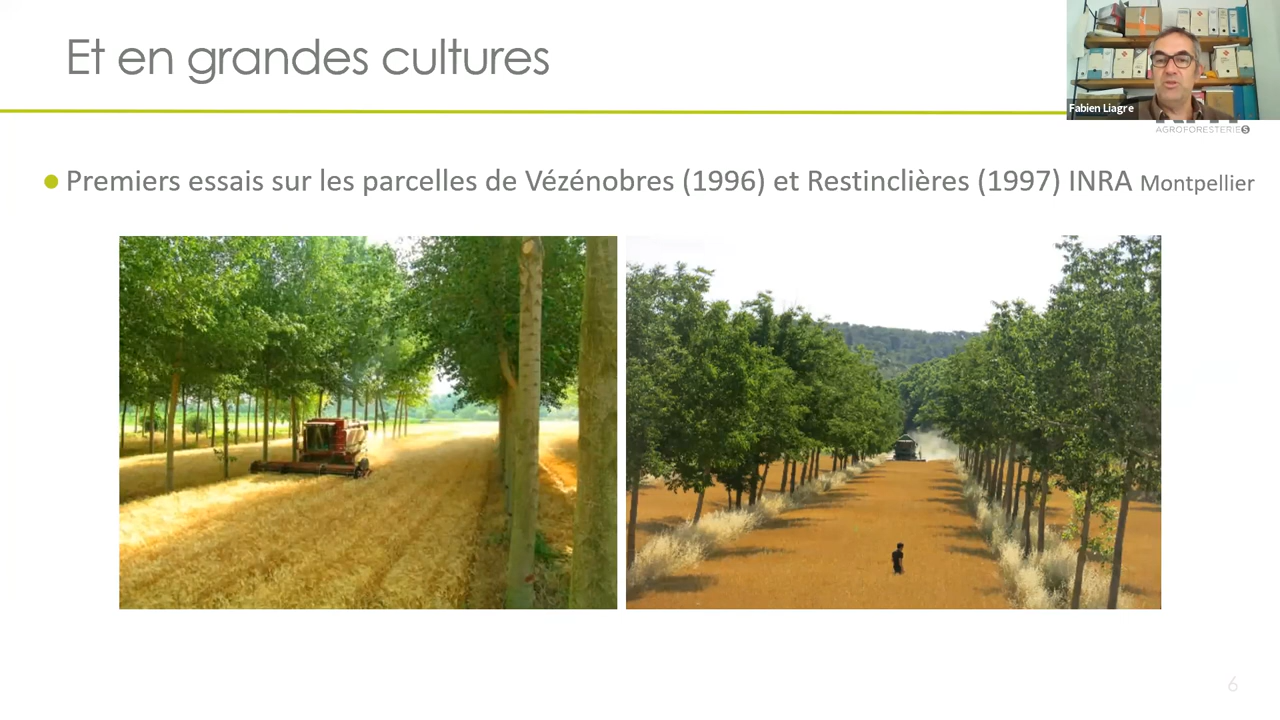 Et en grandes cultures
Fabien Liagre
AGROFORESTERIES
Premiers essais sur les parcelles de Vézénobres (1996) et Restinclières (1997) INRA Montpellier
6